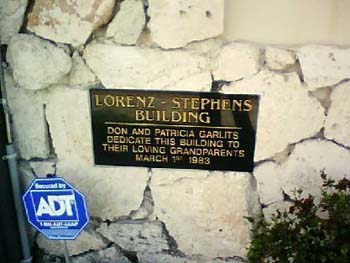 LORENZ - STEPHENS
BUILDING
DON AND PATRICIA GARLITS
DEDICATE THIS BUILDING TO
THEIR LOVING GRANDPARENTS
MARCH 1ST 1983
Secured by
ADT